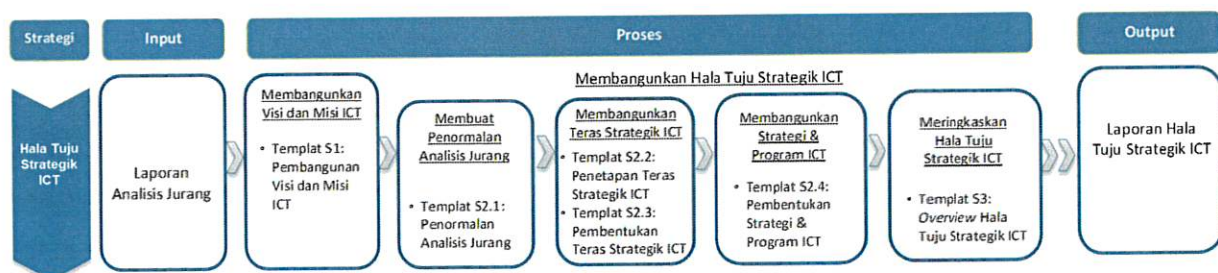 Strategi
Input
Proses
Output
Hala Tuju
Strategik
ICT
Laporan
Analisis Jurang
Membangunkan Hala Tuju Strategik ICT
Membangunkan
Visi dan Misi ICT
• Templat S1:
Pembangunan
Visi dan Misi
ICT
Membuat
Penormalan
Analisis Jurang
• Templat S2.1:
Penormalan
Analisis Jurang
Membangunkan
Teras Strategik ICT
• Templat S2.2:
Penetapan Teras
Strategik ICT
• Templat S2.3:
Pembentukan
Teras Strategik ICT
Membangunkan
Strategi &
Program ICT
• Templat S2.4:
Pembentukan
Strategi &
Program ICT
Meringkaskan
Hala Tuju
Strategik ICT
• Templat S3:
Overview Hala
Tuju Strategik ICT
Laporan Hala
Tuju Strategik ICT